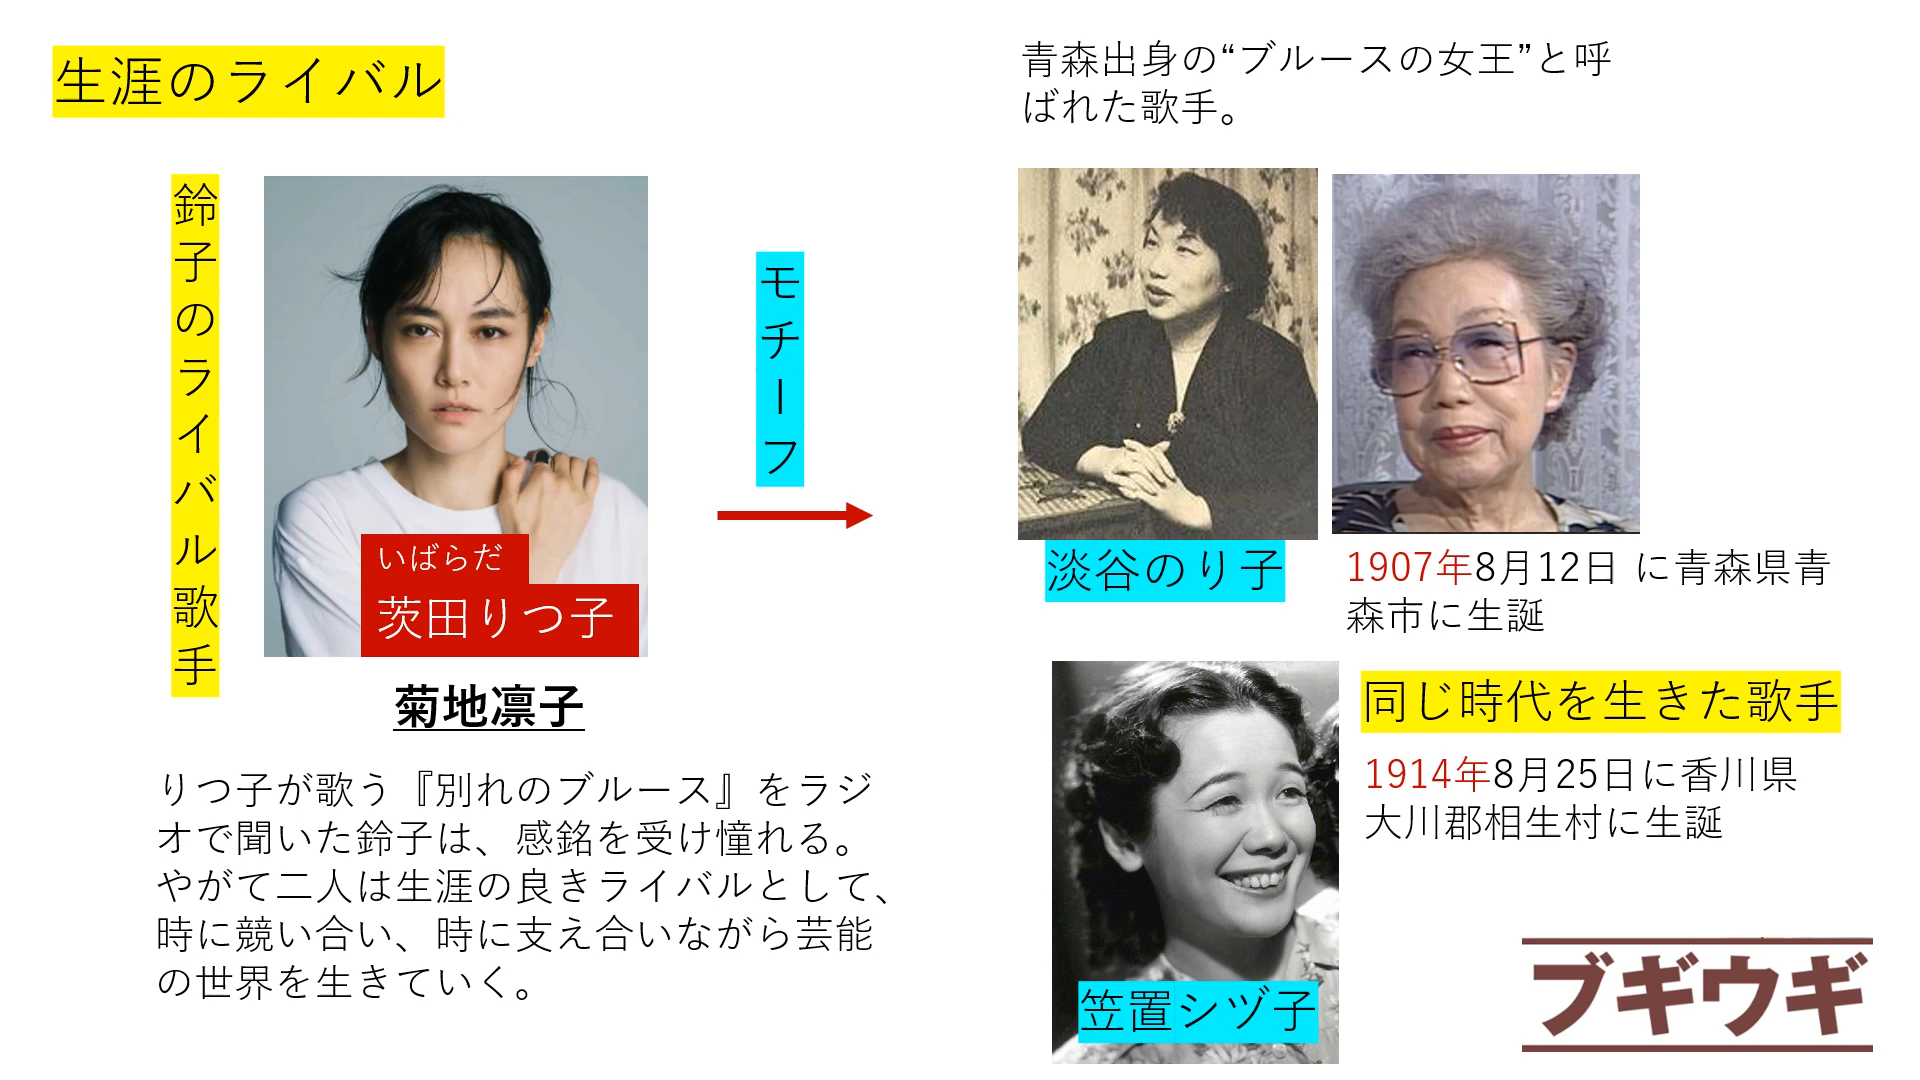 生涯のライバル
鈴子のライバル歌手
いばらだ
茨田りつ子
菊地凛子
りつ子が歌う『別れのブルース』をラジ
オで聞いた鈴子は、感銘を受け憧れる。
やがて二人は生涯の良きライバルとして、
時に競い合い、時に支え合いながら芸能
の世界を生きていく。
モチーフ
青森出身の“ブルースの女王”と呼
ばれた歌手。
淡谷のり子
1907年8月12日 に青森県青
森市に生誕
同じ時代を生きた歌手
1914年8月25日に香川県
大川郡相生村に生誕
笠置シヅ子
ブギウギ